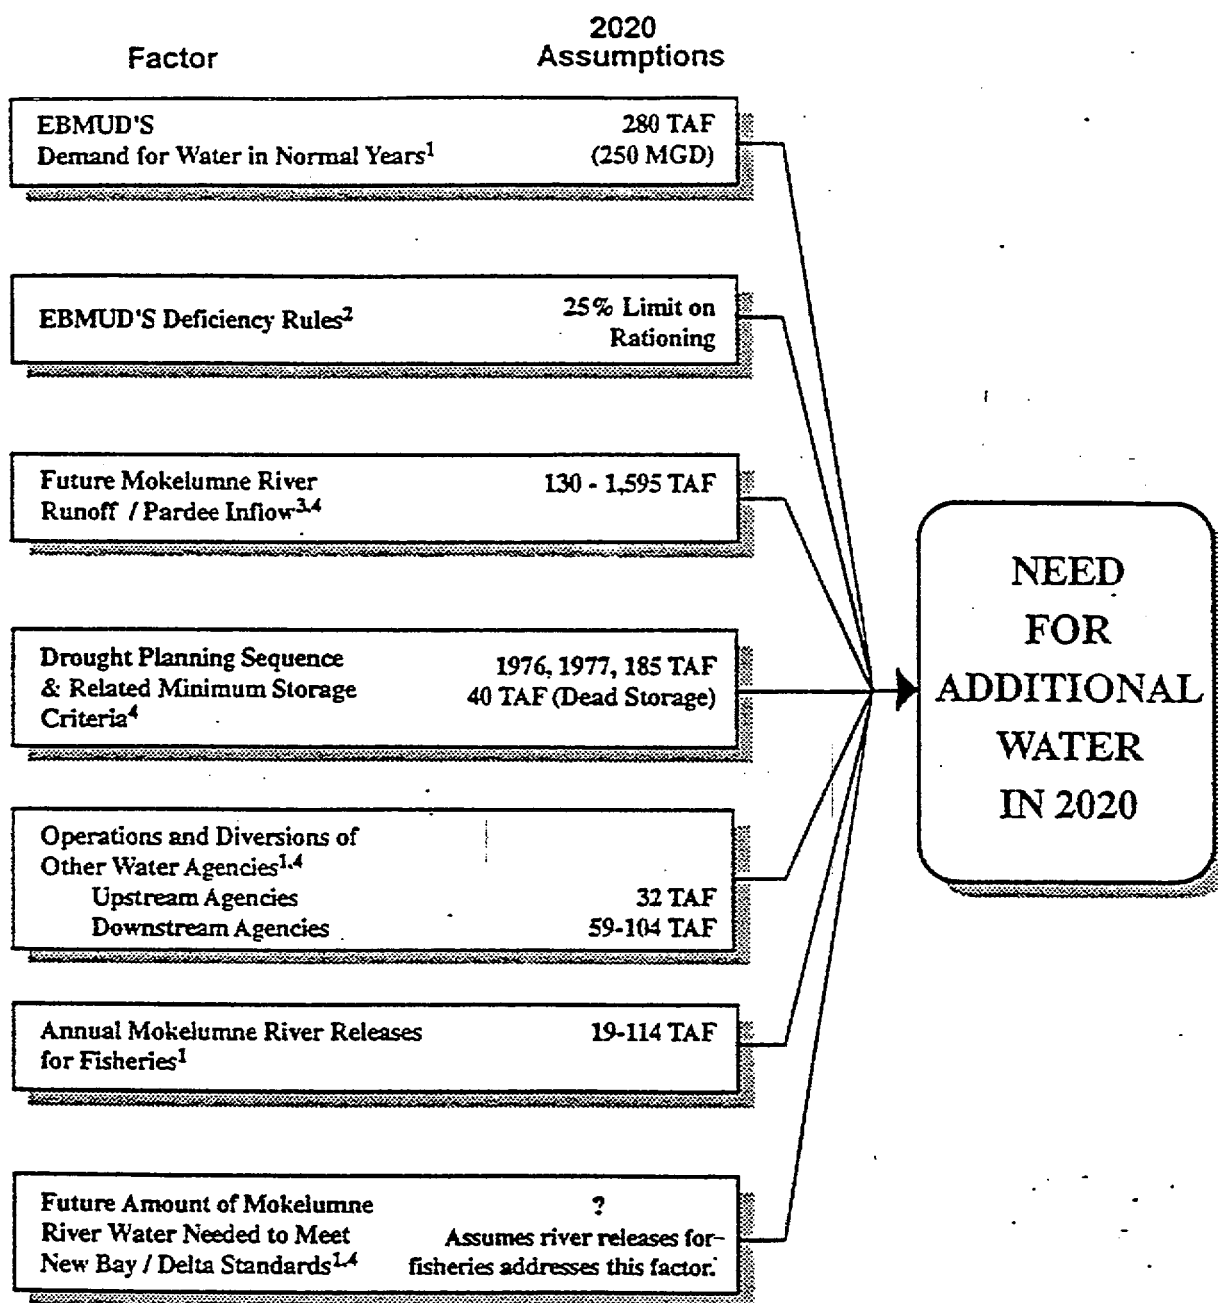 Factor
2020
Assumptions
EBMUD'S
Demand for Water in Normal Years¹
280 TAF
(250 MGD)
EBMUD'S Deficiency Rules²
25% Limit on
Rationing
Future Mokelumne River
Runoff / Pardee Inflow³,⁴
130 - 1,595 TAF
Drought Planning Sequence
& Related Minimum Storage
Criteria⁴
1976, 1977, 185 TAF
40 TAF (Dead Storage)
Operations and Diversions of
Other Water Agencies¹,⁴
Upstream Agencies 32 TAF
Downstream Agencies 59-104 TAF
Annual Mokelumne River Releases
for Fisheries¹
19-114 TAF
Future Amount of Mokelumne
River Water Needed to Meet
New Bay / Delta Standards¹,⁴
?
Assumes river releases for
fisheries addresses this factor.
NEED
FOR
ADDITIONAL
WATER
IN 2020